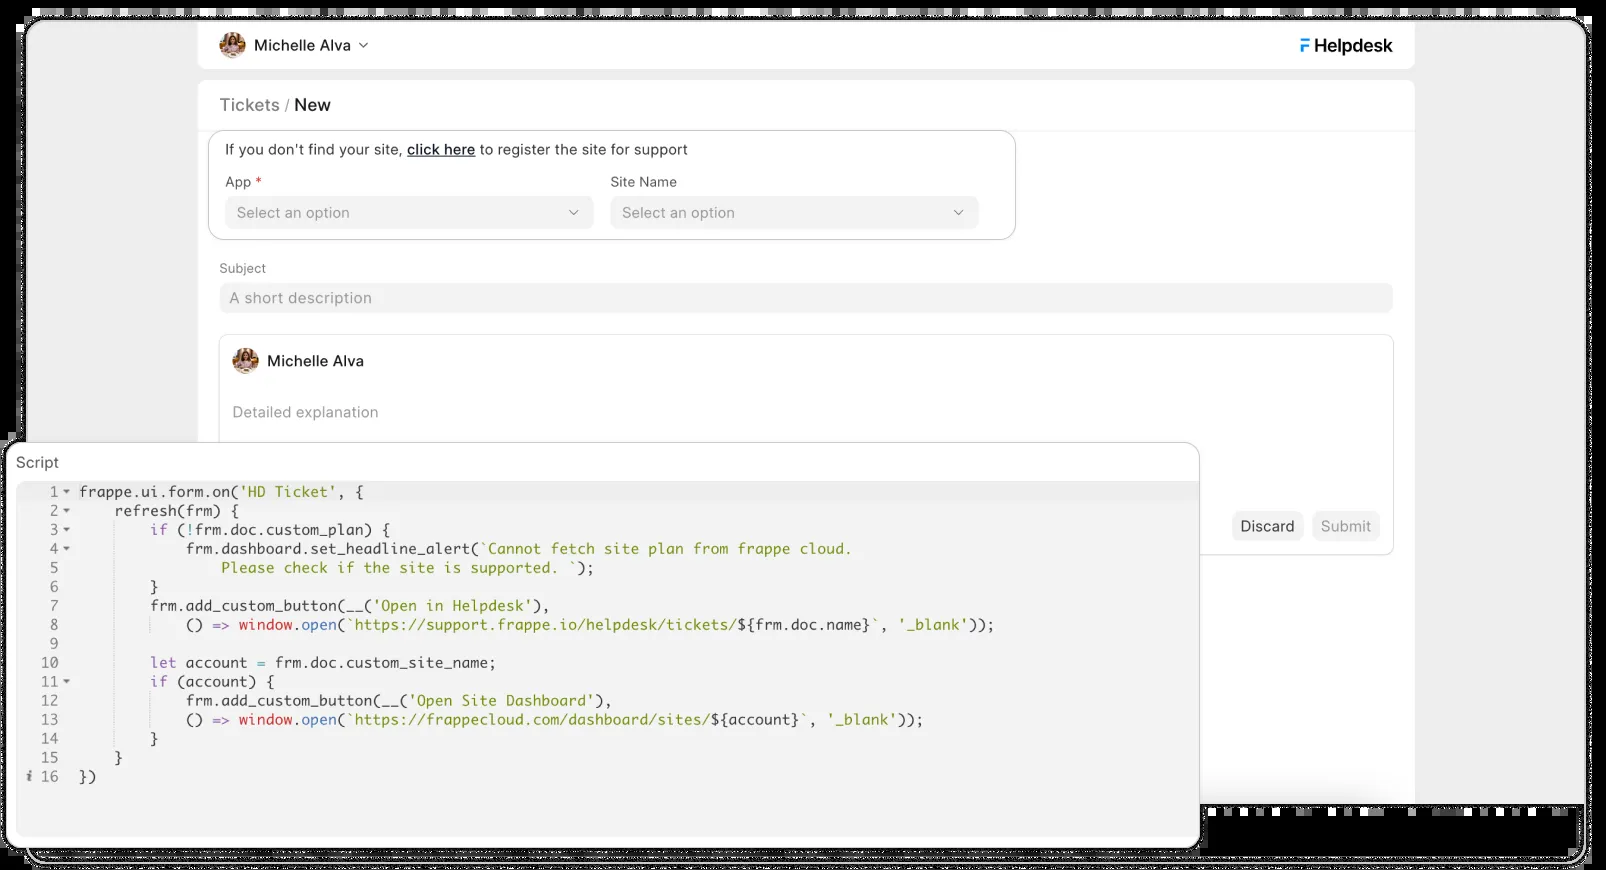 Michelle Alva
Helpdesk
Tickets / New
If you don't find your site, click here to register the site for support
App * Site Name
Select an option Select an option
Subject
A short description
Michelle Alva
Detailed explanation
Discard Submit
Script
1 frappe.ui.form.on('HD Ticket', {
2 refresh(frm) {
3 if (!frm.doc.custom_plan) {
4 frm.dashboard.set_headline_alert(`Cannot fetch site plan from frappe cloud.
5 Please check if the site is supported. `);
6 }
7 frm.add_custom_button(__('Open in Helpdesk'),
8 () => window.open(`https://support.frappe.io/helpdesk/tickets/${frm.doc.name}`, '_blank'));
9
10 let account = frm.doc.custom_site_name;
11 if (account) {
12 frm.add_custom_button(__('Open Site Dashboard'),
13 () => window.open(`https://frappecloud.com/dashboard/sites/${account}`, '_blank'));
14 }
15 }
i 16 })